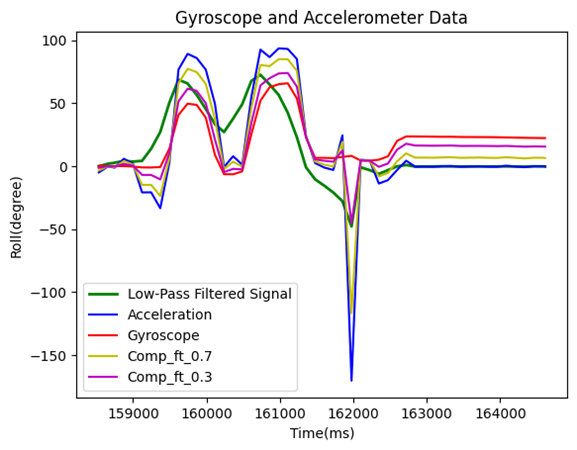 Gyroscope and Accelerometer Data
100
50
0
−50
−100
−150
Roll(degree)
Low-Pass Filtered Signal
Acceleration
Gyroscope
Comp_ft_0.7
Comp_ft_0.3
159000 160000 161000 162000 163000 164000
Time(ms)